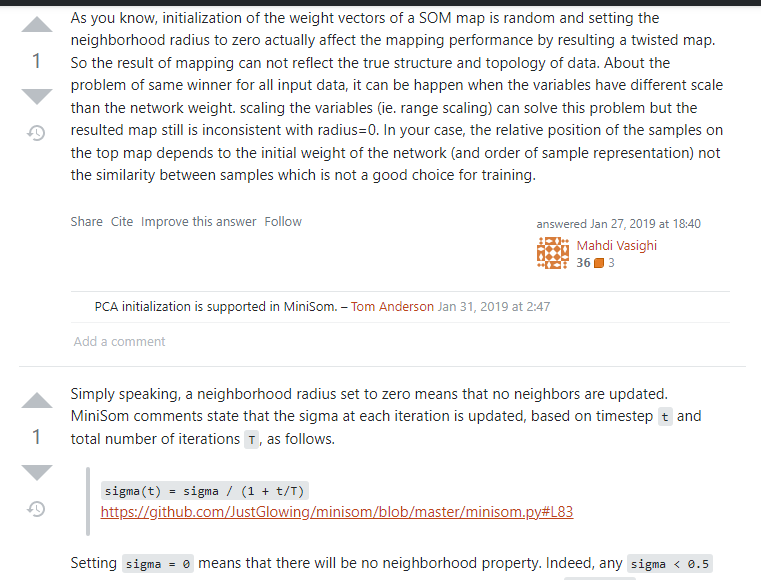 As you know, initialization of the weight vectors of a SOM map is random and setting the
neighborhood radius to zero actually affect the mapping performance by resulting a twisted map.
1
So the result of mapping can not reflect the true structure and topology of data. About the
problem of same winner for all input data, it can be happen when the variables have different scale
than the network weight. scaling the variables (ie. range scaling) can solve this problem but the
resulted map still is inconsistent with radius=0. In your case, the relative position of the samples on
the top map depends to the initial weight of the network (and order of sample representation) not
the similarity between samples which is not a good choice for training.
Share Cite Improve this answer Follow
answered Jan 27, 2019 at 18:40
Mahdi Vasighi
36 3
PCA initialization is supported in MiniSom. – Tom Anderson Jan 31, 2019 at 2:47
Add a comment
Simply speaking, a neighborhood radius set to zero means that no neighbors are updated.
MiniSom comments state that the sigma at each iteration is updated, based on timestep t and
1
total number of iterations T, as follows.
sigma(t) = sigma / (1 + t/T)
https://github.com/JustGlowing/minisom/blob/master/minisom.py#L83
Setting sigma = 0 means that there will be no neighborhood property. Indeed, any sigma < 0.5